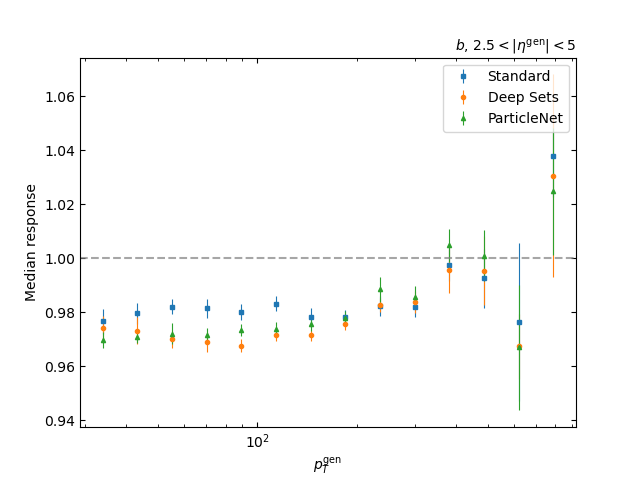 b, 2.5 < |η^gen| < 5
Standard
Deep Sets
ParticleNet
1.06
1.04
1.02
1.00
0.98
0.96
0.94
Median response
10^2
p_T^gen